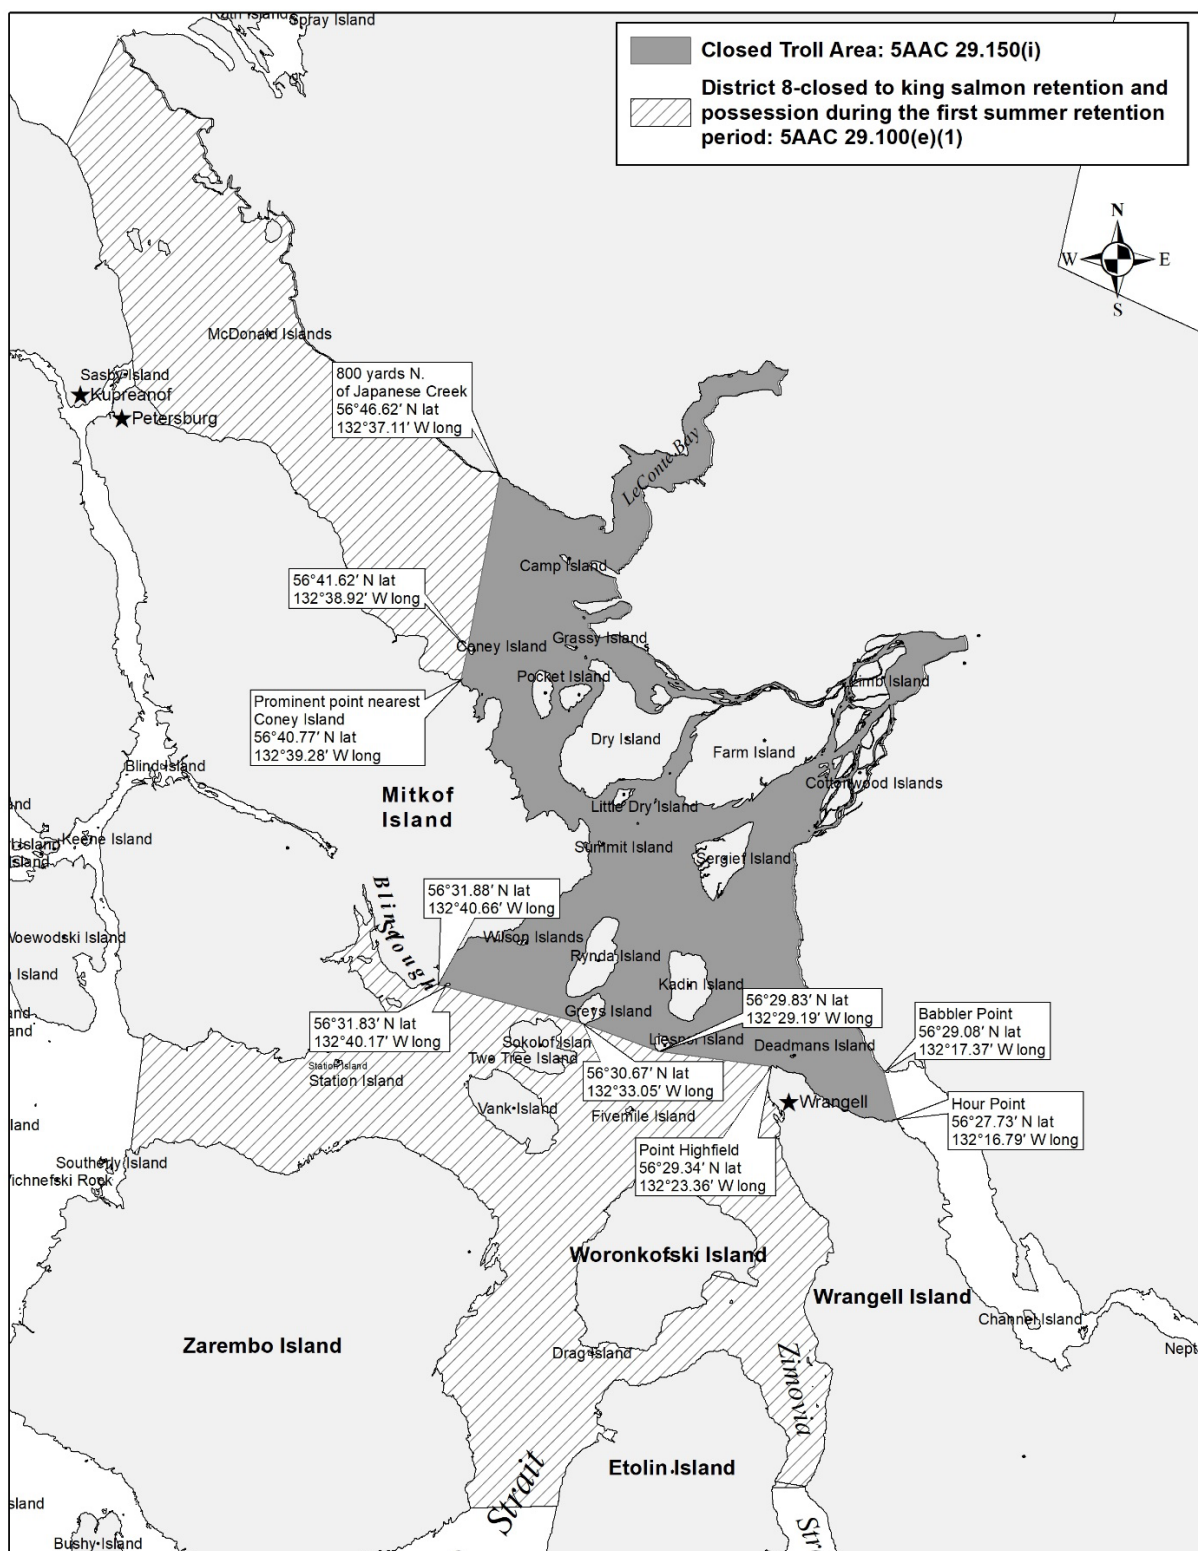 Spray Island
Closed Troll Area: 5AAC 29.150(i)
District 8-closed to king salmon retention and
possession during the first summer retention
period: 5AAC 29.100(e)(1)
N
W
E
S
McDonald Islands
800 yards N.
of Japanese Creek
56°46.62′ N lat
132°37.11′ W long
Sasby Island
Kupreanof
Petersburg
LeConte Bay
Camp Island
56°41.62′ N lat
132°38.92′ W long
Grassy Island
Coney Island
Pocket Island
Limb Island
Prominent point nearest
Coney Island
56°40.77′ N lat
132°39.28′ W long
Dry Island
Farm Island
Blind Island
Cottonwood Islands
Mitkof
Island
Little Dry Island
Keene Island
Island
Island
Summit Island
Sergief Island
Blind
Slough
56°31.88′ N lat
132°40.66′ W long
Woewodski Island
Wilson Islands
Rynda Island
n Island
Kadin Island
56°29.83′ N lat
132°29.19′ W long
Babbler Point
56°29.08′ N lat
132°17.37′ W long
Greys Island
56°31.83′ N lat
132°40.17′ W long
Sokolof Islan
Liesnoi Island
Deadmans Island
Two Tree Island
Station Island
Station Island
56°30.67′ N lat
132°33.05′ W long
Vank Island
Fivemile Island
Wrangell
Hour Point
56°27.73′ N lat
132°16.79′ W long
land
Point Highfield
56°29.34′ N lat
132°23.36′ W long
Southerly Island
Vichnefski Rock
Woronkofski Island
Wrangell Island
Channel Island
Zarembo Island
Drag Island
Nept
Zimovia
Etolin Island
Strait
Str
sland
Bushy Island